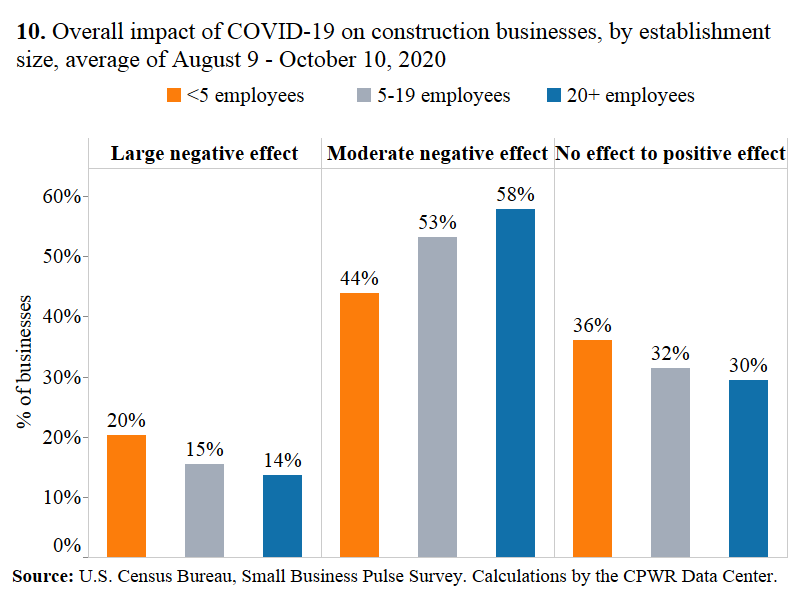 10. Overall impact of COVID-19 on construction businesses, by establishment
size, average of August 9 - October 10, 2020
<5 employees 5-19 employees 20+ employees
Large negative effect Moderate negative effect No effect to positive effect
60%
50%
40%
30%
20%
10%
0%
% of businesses
20%
15%
14%
44%
53%
58%
36%
32%
30%
Source: U.S. Census Bureau, Small Business Pulse Survey. Calculations by the CPWR Data Center.